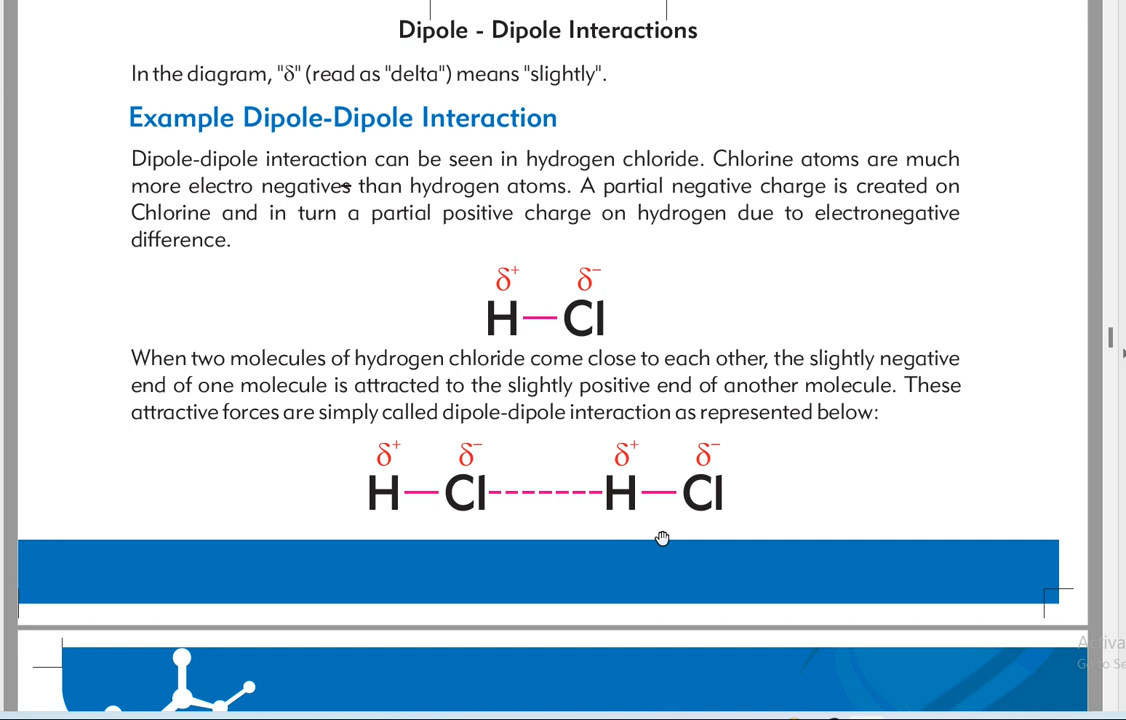 Dipole - Dipole Interactions
In the diagram, "δ" (read as "delta") means "slightly".
Example Dipole-Dipole Interaction
Dipole-dipole interaction can be seen in hydrogen chloride. Chlorine atoms are much
more electro negatives than hydrogen atoms. A partial negative charge is created on
Chlorine and in turn a partial positive charge on hydrogen due to electronegative
difference.
δ⁺ δ⁻
H—Cl
When two molecules of hydrogen chloride come close to each other, the slightly negative
end of one molecule is attracted to the slightly positive end of another molecule. These
attractive forces are simply called dipole-dipole interaction as represented below:
δ⁺ δ⁻ δ⁺ δ⁻
H—Cl-------H—Cl